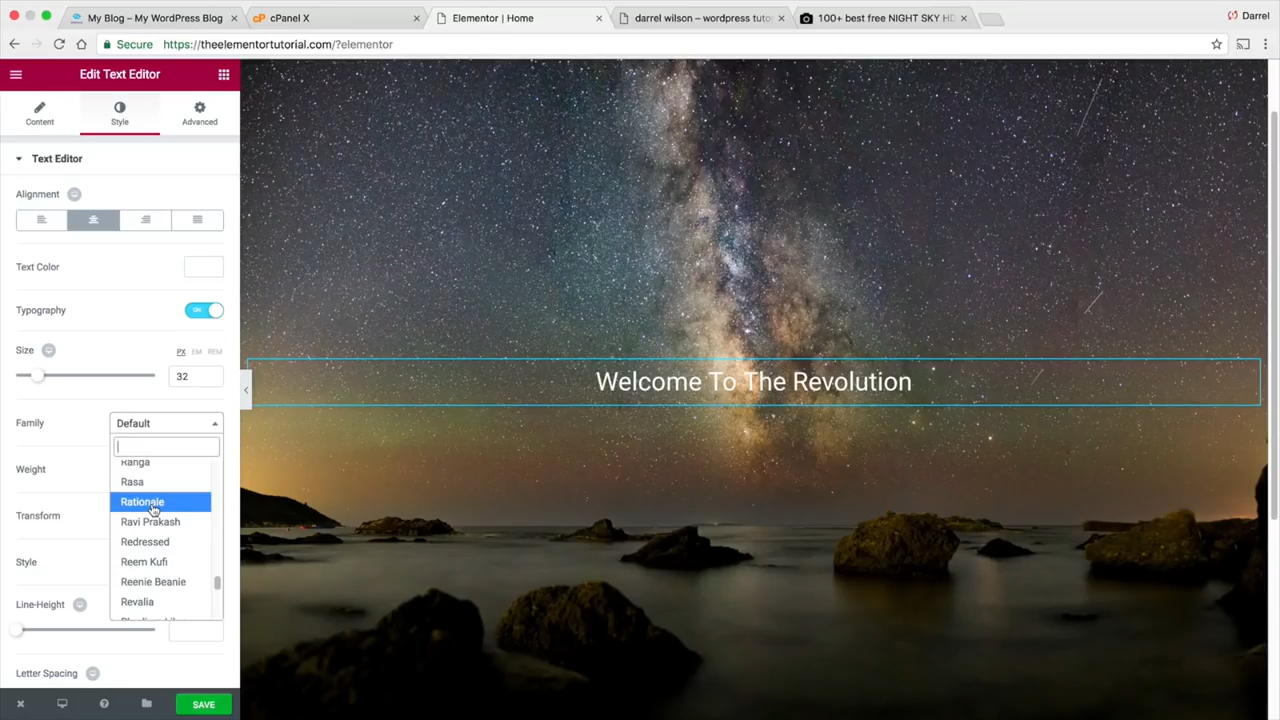 My Blog – My WordPress Blog
cPanel X
Elementor | Home
darrel wilson – wordpress tuto
100+ best free NIGHT SKY HD
Darrel
Secure
https://theelementortutorial.com/?elementor
Edit Text Editor
Content
Style
Advanced
Text Editor
Alignment
Text Color
Typography
ON
Size
PX EM REM
32
Family
Default
Ranga
Rasa
Weight
Rationale
Transform
Ravi Prakash
Redressed
Style
Reem Kufi
Reenie Beanie
Line-Height
Revalia
Letter Spacing
SAVE
Welcome To The Revolution